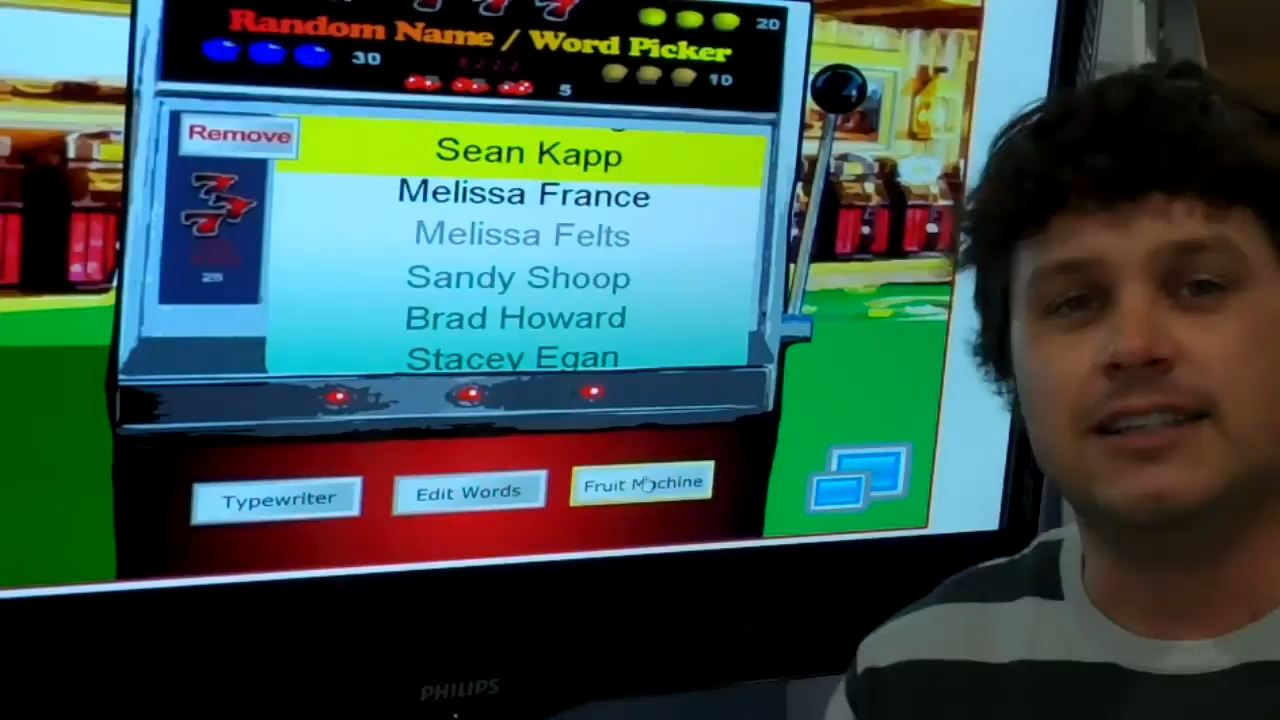 20
Random Name / Word Picker
30
5
10
Remove
Sean Kapp
Melissa France
Melissa Felts
25
Sandy Shoop
Brad Howard
Stacey Egan
Typewriter
Edit Words
Fruit Machine
PHILIPS